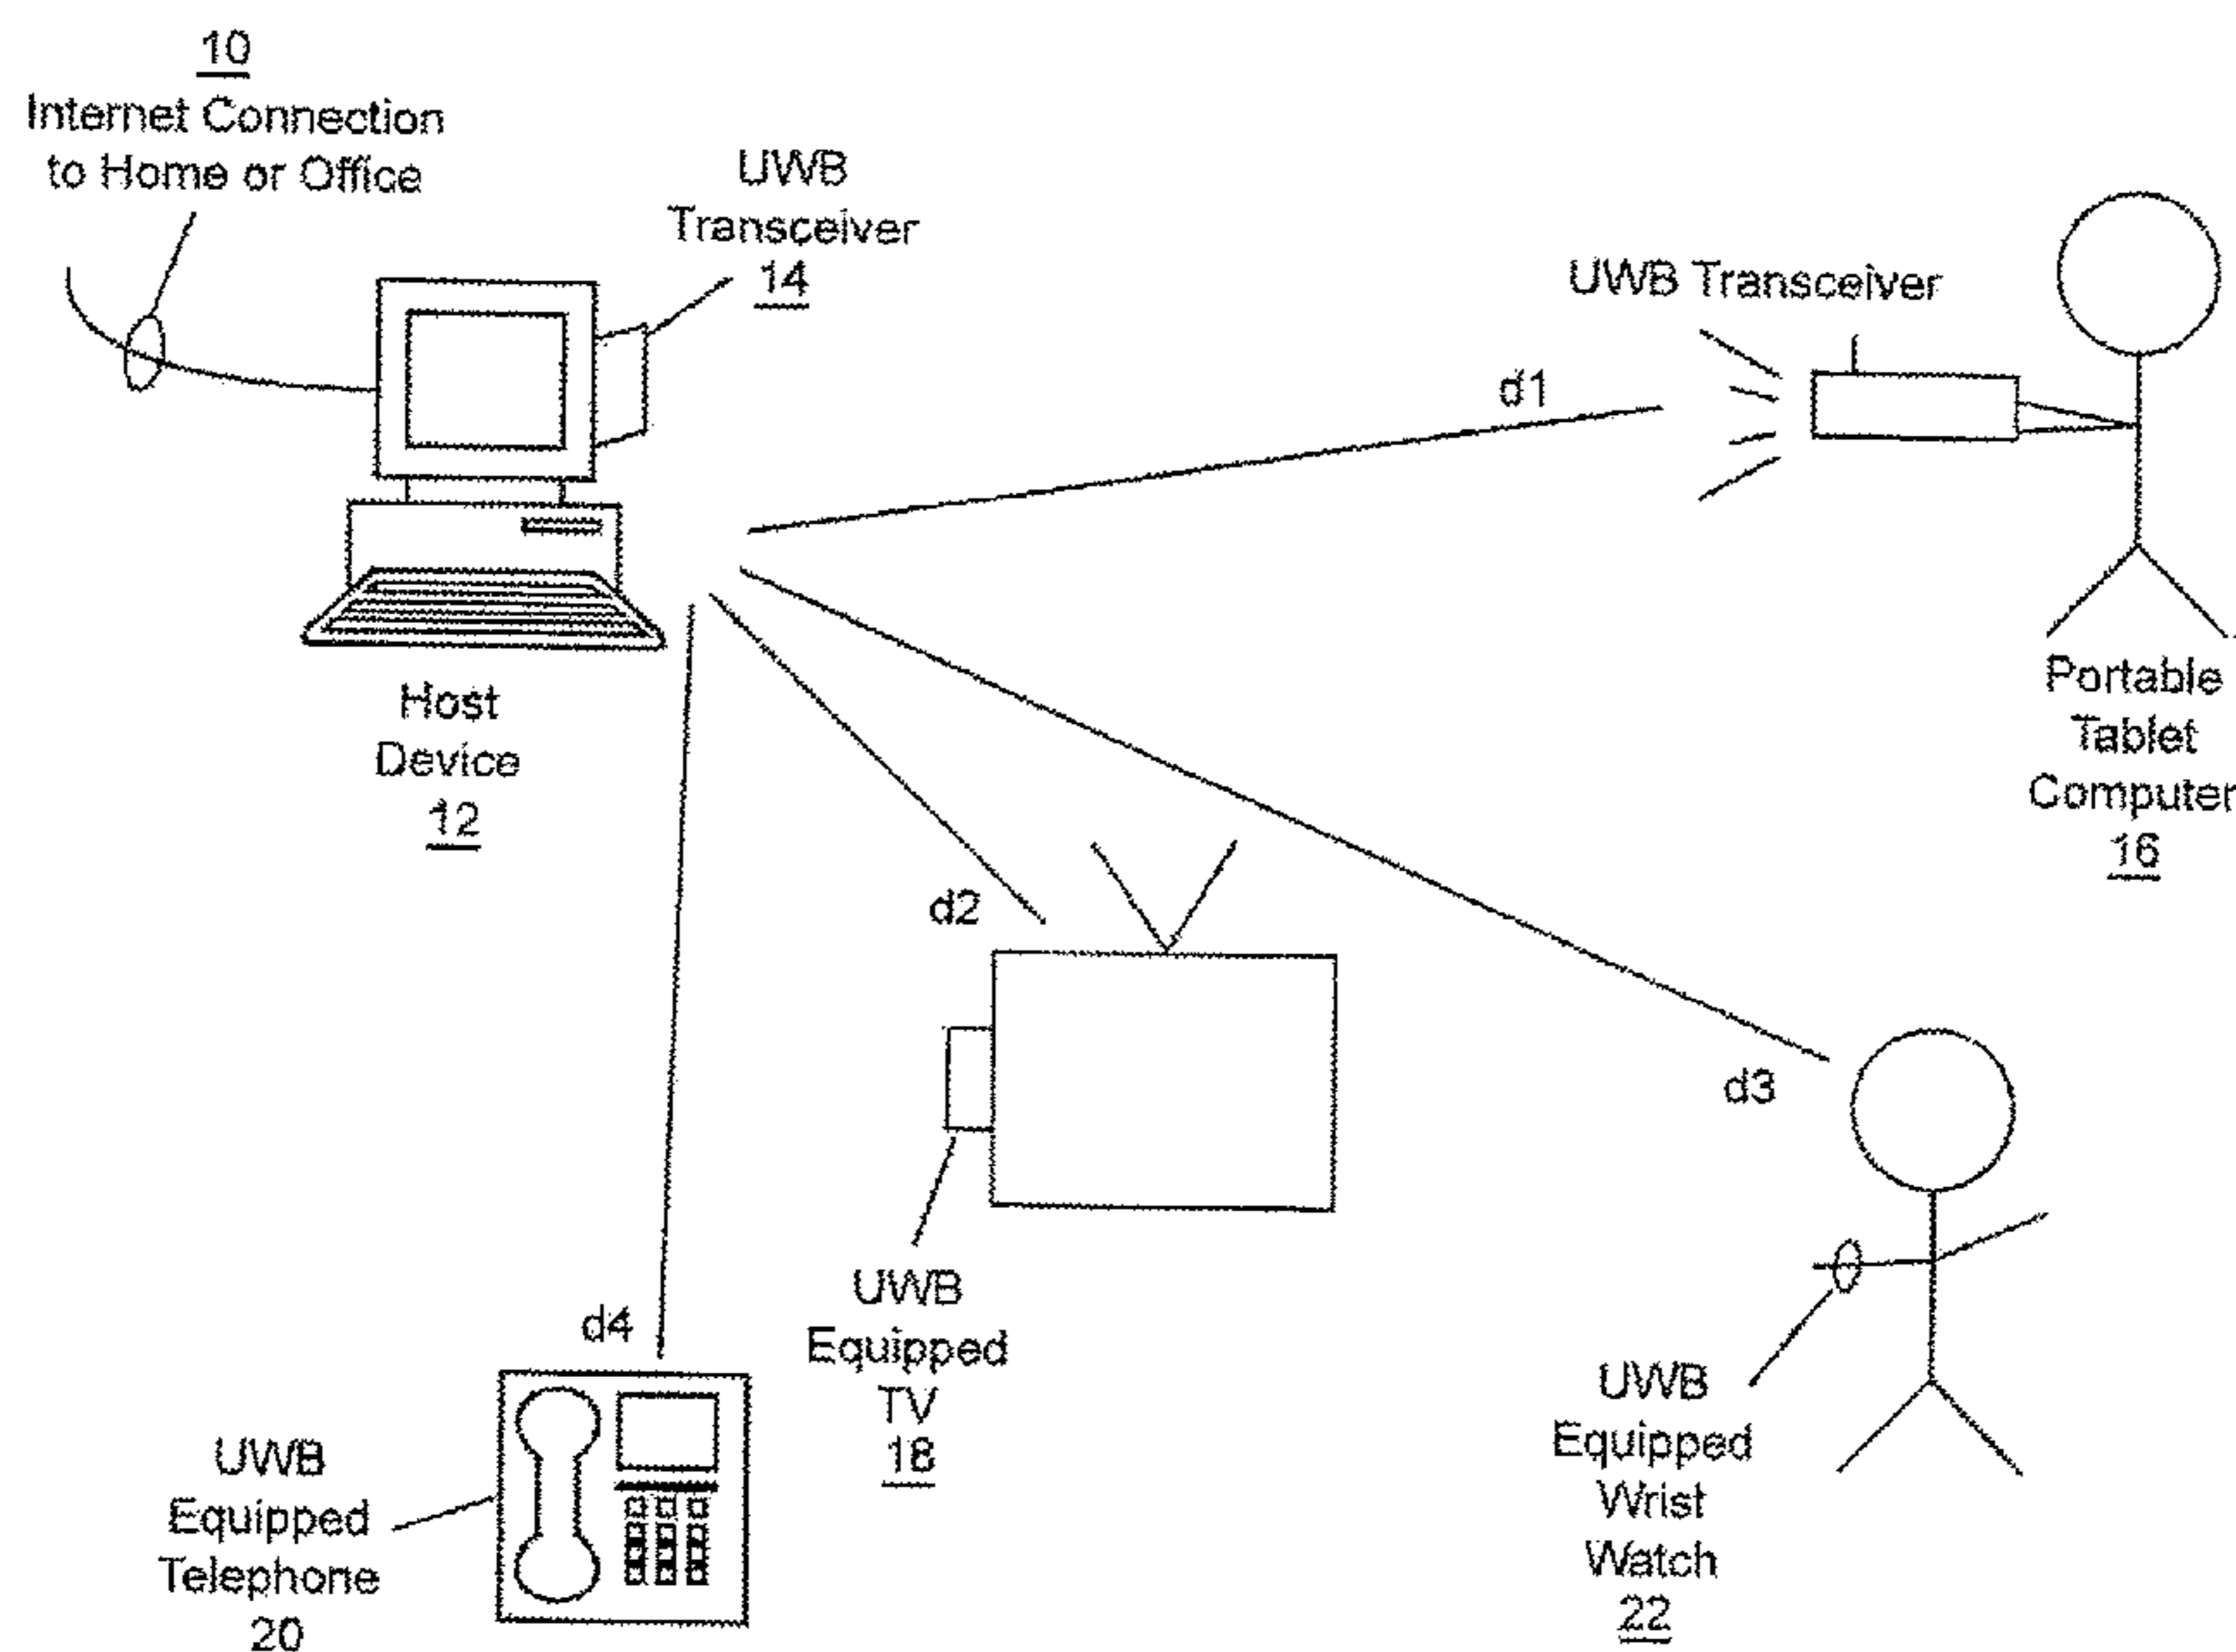 10
Internet Connection
to Home or Office
UWB
Transceiver
14
UWB Transceiver
d1
Host
Device
12
Portable
Tablet
Computer
16
d2
d3
d4
UWB
Equipped
TV
18
UWB
Equipped
Telephone
20
UWB
Equipped
Wrist
Watch
22